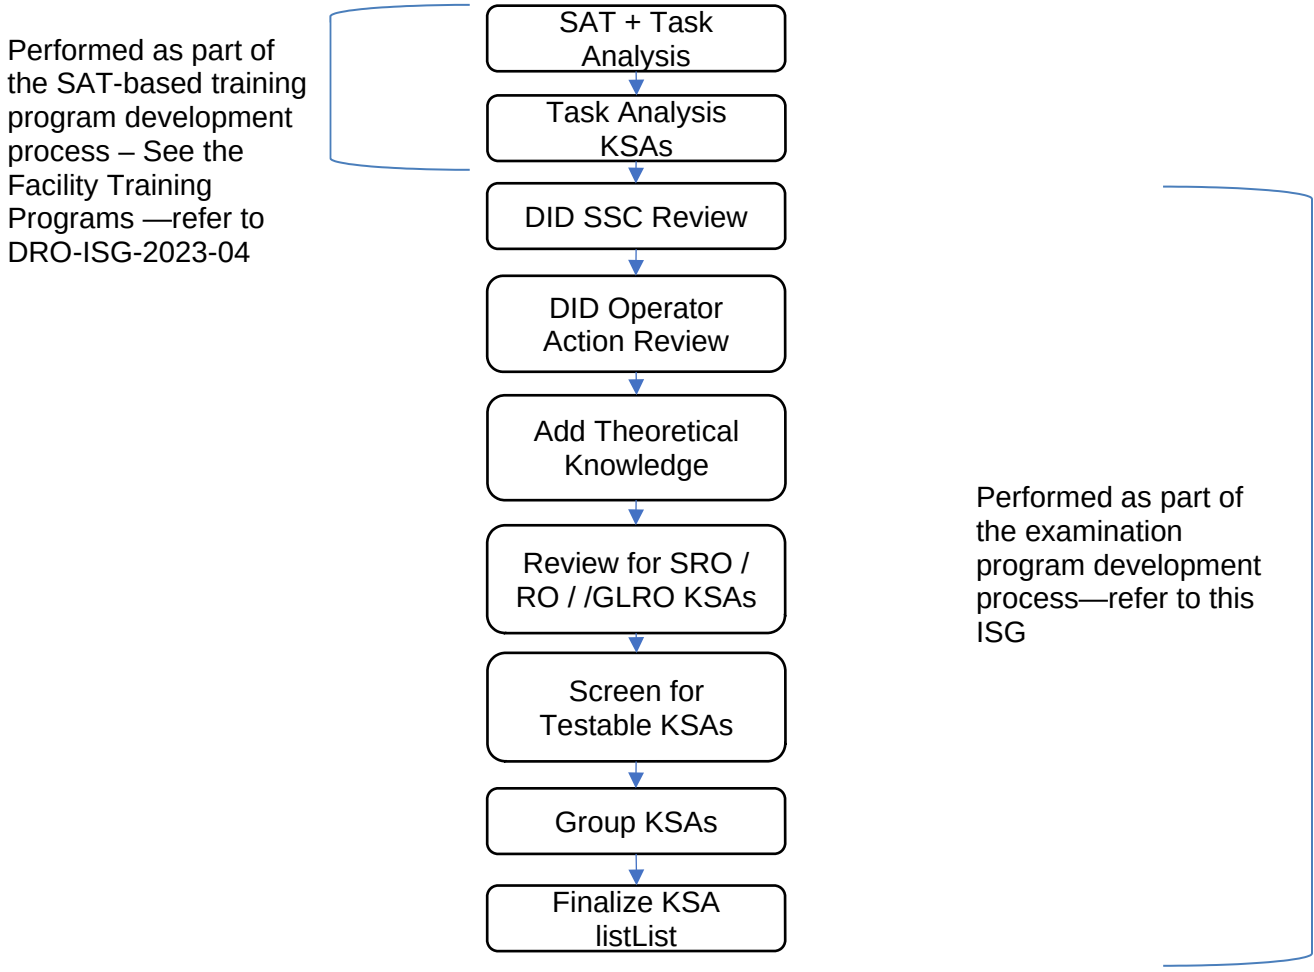 Performed as part of
the SAT-based training
program development
process – See the
Facility Training
Programs —refer to
DRO-ISG-2023-04
SAT + Task
Analysis
Task Analysis
KSAs
DID SSC Review
DID Operator
Action Review
Add Theoretical
Knowledge
Review for SRO /
RO / /GLRO KSAs
Screen for
Testable KSAs
Group KSAs
Finalize KSA
listList
Performed as part of
the examination
program development
process—refer to this
ISG